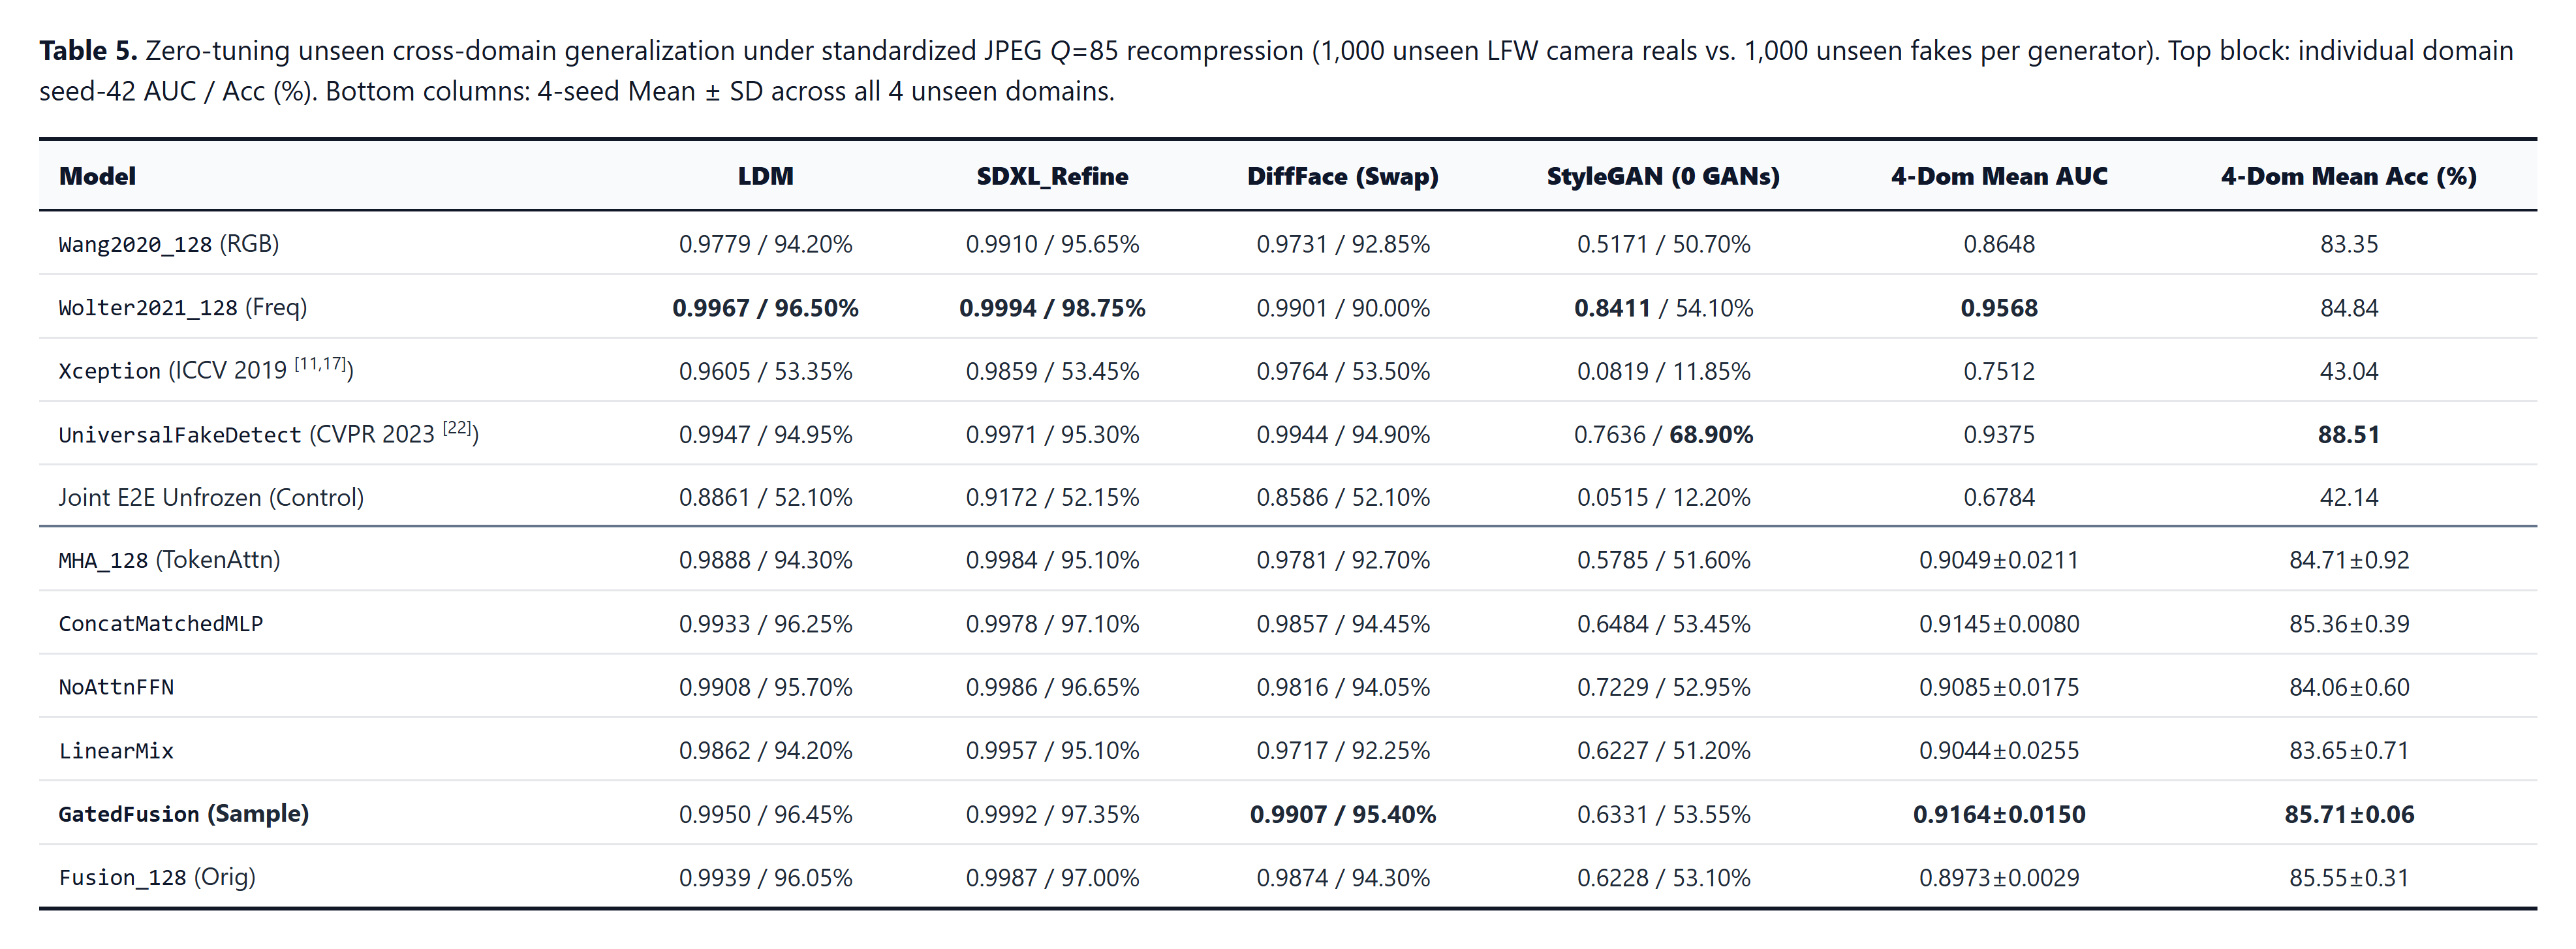 Table 5. Zero-tuning unseen cross-domain generalization under standardized JPEG Q=85 recompression (1,000 unseen LFW camera reals vs. 1,000 unseen fakes per generator). Top block: individual domain
seed-42 AUC / Acc (%). Bottom columns: 4-seed Mean ± SD across all 4 unseen domains.
Model LDM SDXL_Refine DiffFace (Swap) StyleGAN (0 GANs) 4-Dom Mean AUC 4-Dom Mean Acc (%)
Wang2020_128 (RGB) 0.9779 / 94.20% 0.9910 / 95.65% 0.9731 / 92.85% 0.5171 / 50.70% 0.8648 83.35
Wolter2021_128 (Freq) 0.9967 / 96.50% 0.9994 / 98.75% 0.9901 / 90.00% 0.8411 / 54.10% 0.9568 84.84
Xception (ICCV 2019 [11,17]) 0.9605 / 53.35% 0.9859 / 53.45% 0.9764 / 53.50% 0.0819 / 11.85% 0.7512 43.04
UniversalFakeDetect (CVPR 2023 [22]) 0.9947 / 94.95% 0.9971 / 95.30% 0.9944 / 94.90% 0.7636 / 68.90% 0.9375 88.51
Joint E2E Unfrozen (Control) 0.8861 / 52.10% 0.9172 / 52.15% 0.8586 / 52.10% 0.0515 / 12.20% 0.6784 42.14
MHA_128 (TokenAttn) 0.9888 / 94.30% 0.9984 / 95.10% 0.9781 / 92.70% 0.5785 / 51.60% 0.9049±0.0211 84.71±0.92
ConcatMatchedMLP 0.9933 / 96.25% 0.9978 / 97.10% 0.9857 / 94.45% 0.6484 / 53.45% 0.9145±0.0080 85.36±0.39
NoAttnFFN 0.9908 / 95.70% 0.9986 / 96.65% 0.9816 / 94.05% 0.7229 / 52.95% 0.9085±0.0175 84.06±0.60
LinearMix 0.9862 / 94.20% 0.9957 / 95.10% 0.9717 / 92.25% 0.6227 / 51.20% 0.9044±0.0255 83.65±0.71
GatedFusion (Sample) 0.9950 / 96.45% 0.9992 / 97.35% 0.9907 / 95.40% 0.6331 / 53.55% 0.9164±0.0150 85.71±0.06
Fusion_128 (Orig) 0.9939 / 96.05% 0.9987 / 97.00% 0.9874 / 94.30% 0.6228 / 53.10% 0.8973±0.0029 85.55±0.31